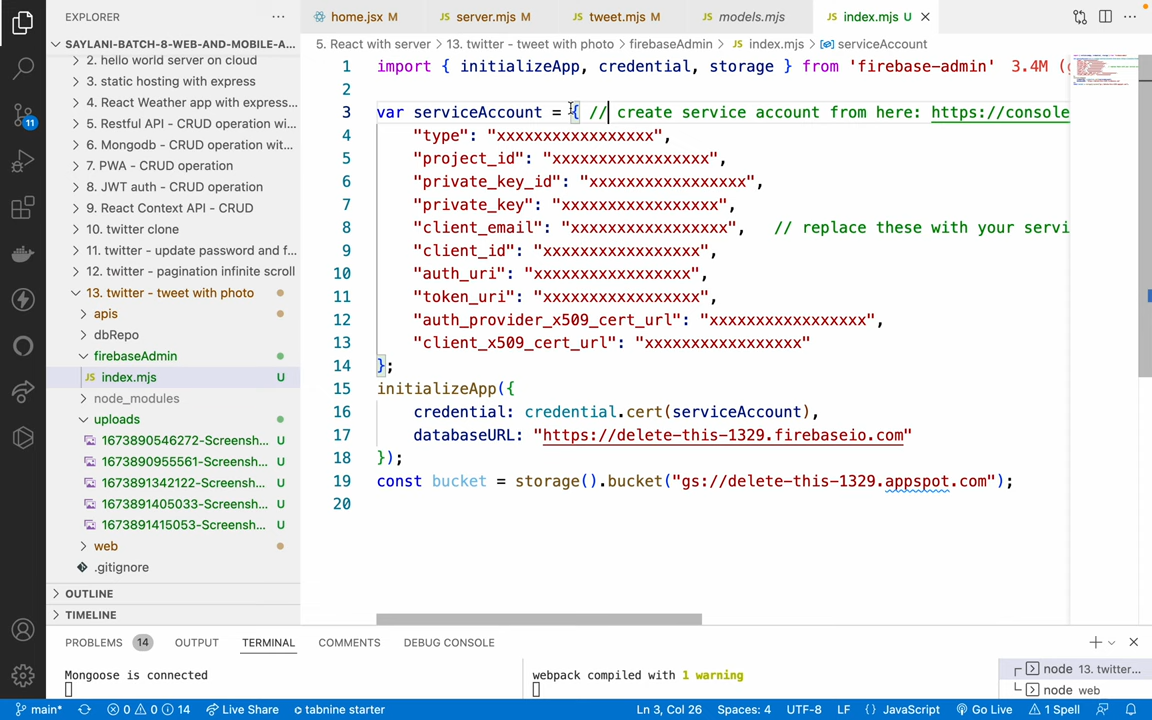 EXPLORER
home.jsx M
server.mjs M
tweet.mjs M
models.mjs
index.mjs U
SAYLANI-BATCH-8-WEB-AND-MOBILE-A...
5. React with server > 13. twitter - tweet with photo > firebaseAdmin > JS index.mjs > serviceAccount
2. hello world server on cloud
3. static hosting with express
4. React Weather app with express...
5. Restful API - CRUD operation
6. Mongodb - CRUD operation wit...
7. PWA - CRUD operation
8. JWT auth - CRUD operation
9. React Context API - CRUD
10. twitter clone
11. twitter - update password and f...
12. twitter - pagination infinite scroll
13. twitter - tweet with photo
apis
dbRepo
firebaseAdmin
JS index.mjs U
node_modules
uploads
1673890546272-Screensh... U
1673890955561-Screensh... U
1673891342122-Screensh... U
1673891405033-Screensh... U
1673891415053-Screensh... U
web
.gitignore
OUTLINE
TIMELINE
11
1 import { initializeApp, credential, storage } from 'firebase-admin' 3.4M (g
2
3 var serviceAccount = { // create service account from here: https://console
4 "type": "xxxxxxxxxxxxxxxxx",
5 "project_id": "xxxxxxxxxxxxxxxxx",
6 "private_key_id": "xxxxxxxxxxxxxxxxx",
7 "private_key": "xxxxxxxxxxxxxxxxx",
8 "client_email": "xxxxxxxxxxxxxxxxx", // replace these with your servi
9 "client_id": "xxxxxxxxxxxxxxxxx",
10 "auth_uri": "xxxxxxxxxxxxxxxxx",
11 "token_uri": "xxxxxxxxxxxxxxxxx",
12 "auth_provider_x509_cert_url": "xxxxxxxxxxxxxxxxx",
13 "client_x509_cert_url": "xxxxxxxxxxxxxxxxx"
14 };
15 initializeApp({
16 credential: credential.cert(serviceAccount),
17 databaseURL: "https://delete-this-1329.firebaseio.com"
18 });
19 const bucket = storage().bucket("gs://delete-this-1329.appspot.com");
20
PROBLEMS 14 OUTPUT TERMINAL COMMENTS DEBUG CONSOLE
Mongoose is connected
webpack compiled with 1 warning
node 13. twitter...
node web
main* 0 0 14 Live Share tabnine starter Ln 3, Col 26 Spaces: 4 UTF-8 LF {} JavaScript Go Live 1 Spell